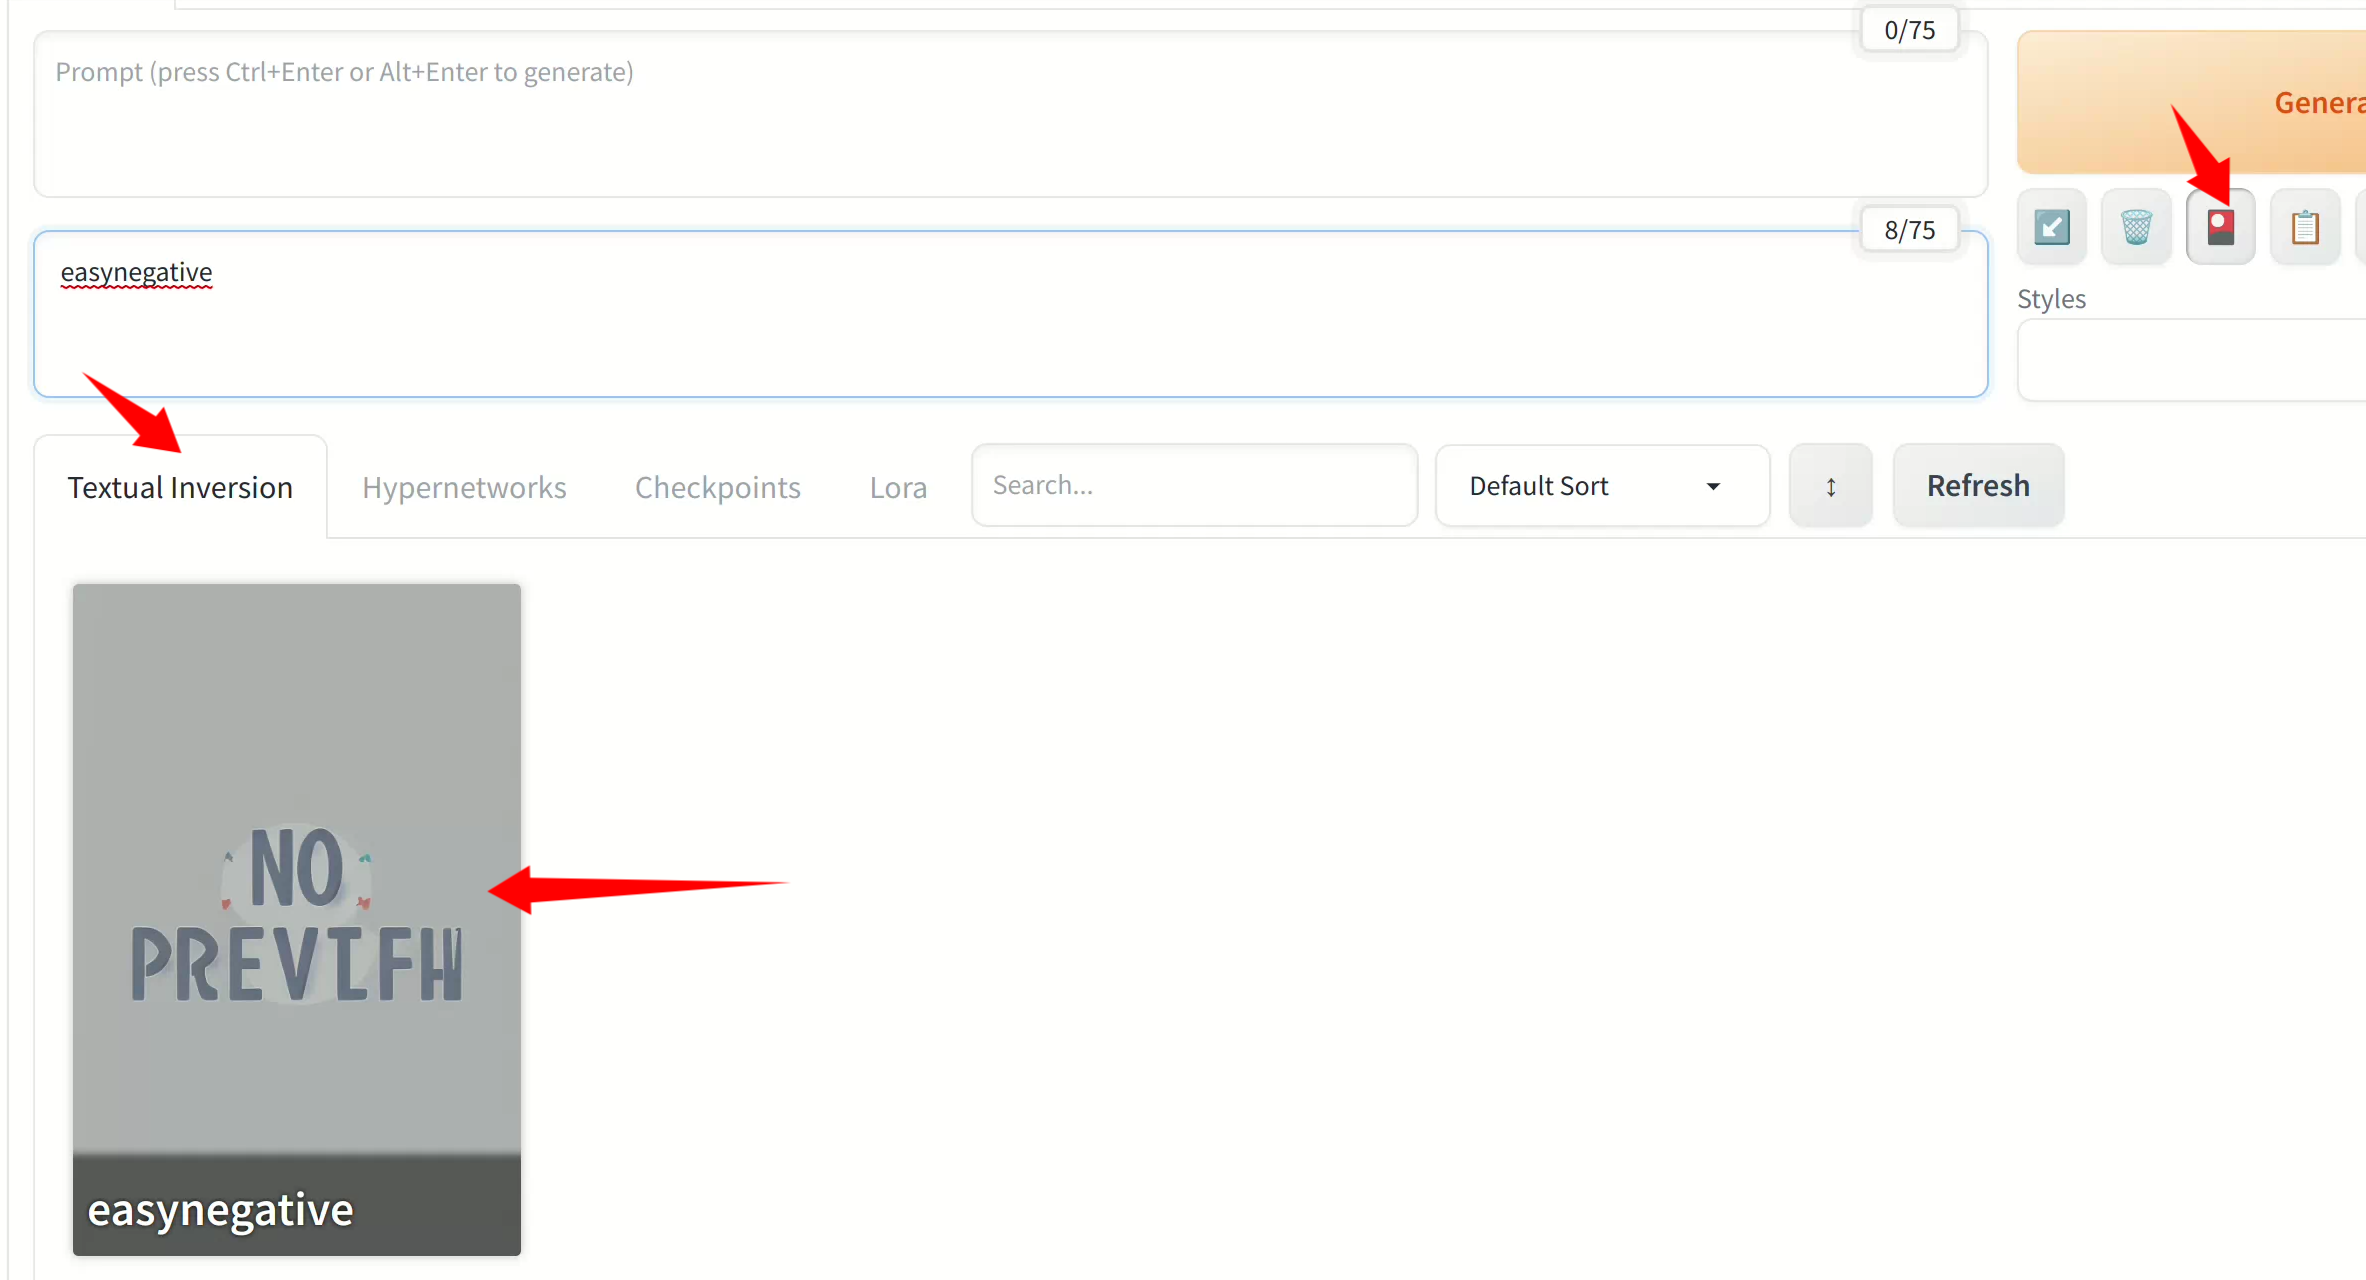 0/75
Prompt (press Ctrl+Enter or Alt+Enter to generate)
Genera
8/75
easynegative
Styles
Textual Inversion
Hypernetworks
Checkpoints
Lora
Search...
Default Sort
↕
Refresh
NO
PREVIFH
easynegative